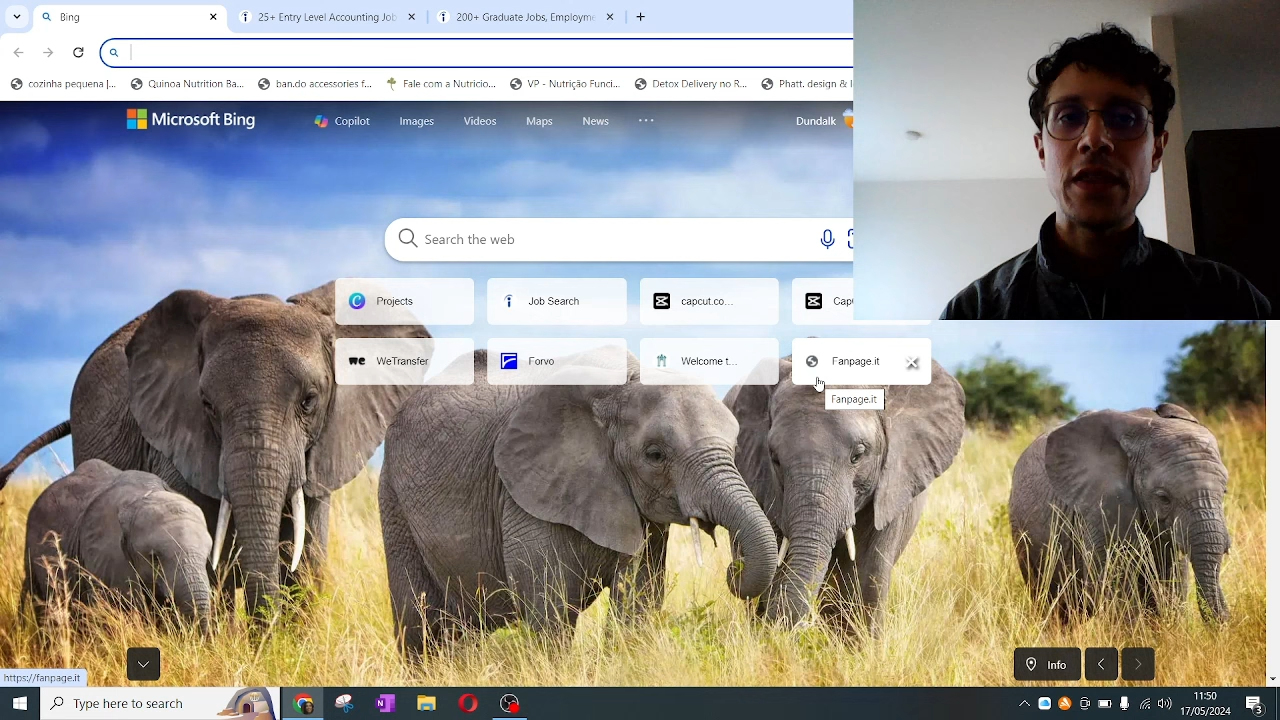 Bing
25+ Entry Level Accounting Job
200+ Graduate Jobs, Employme
cozinha pequena |...
Quinoa Nutrition Ba...
ban.do accessories f...
Fale com a Nutricio...
VP - Nutrição Funci...
Detox Delivery no R...
Phatt. design & I
Microsoft Bing
Copilot
Images
Videos
Maps
News
Dundalk
Search the web
Projects
Job Search
capcut.co...
WeTransfer
Forvo
Welcome t...
Fanpage.it
Fanpage.it
Info
https://fanpage.it
Type here to search
11:50
17/05/2024